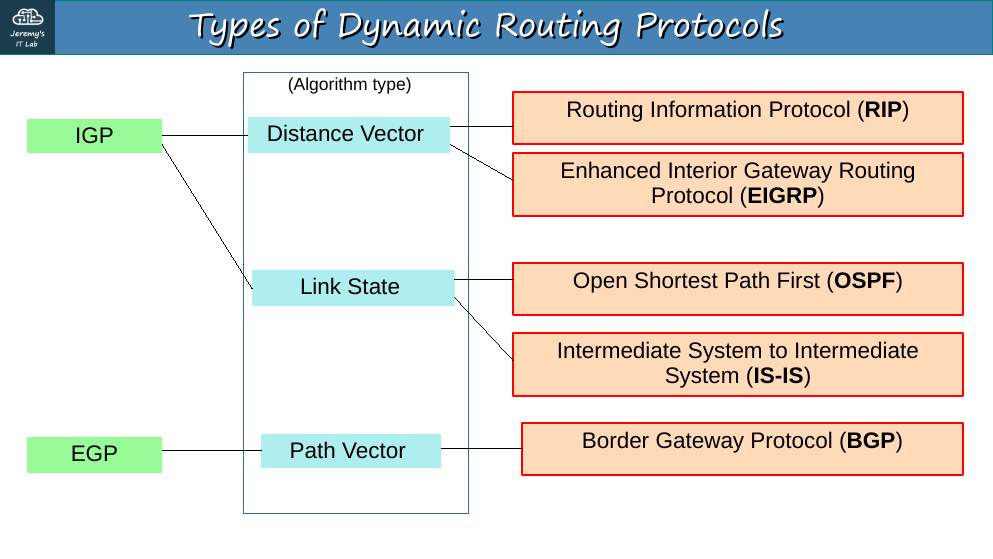 Jeremy's
IT Lab
Types of Dynamic Routing Protocols
(Algorithm type)
IGP
Distance Vector
Routing Information Protocol (RIP)
Enhanced Interior Gateway Routing
Protocol (EIGRP)
Link State
Open Shortest Path First (OSPF)
Intermediate System to Intermediate
System (IS-IS)
EGP
Path Vector
Border Gateway Protocol (BGP)